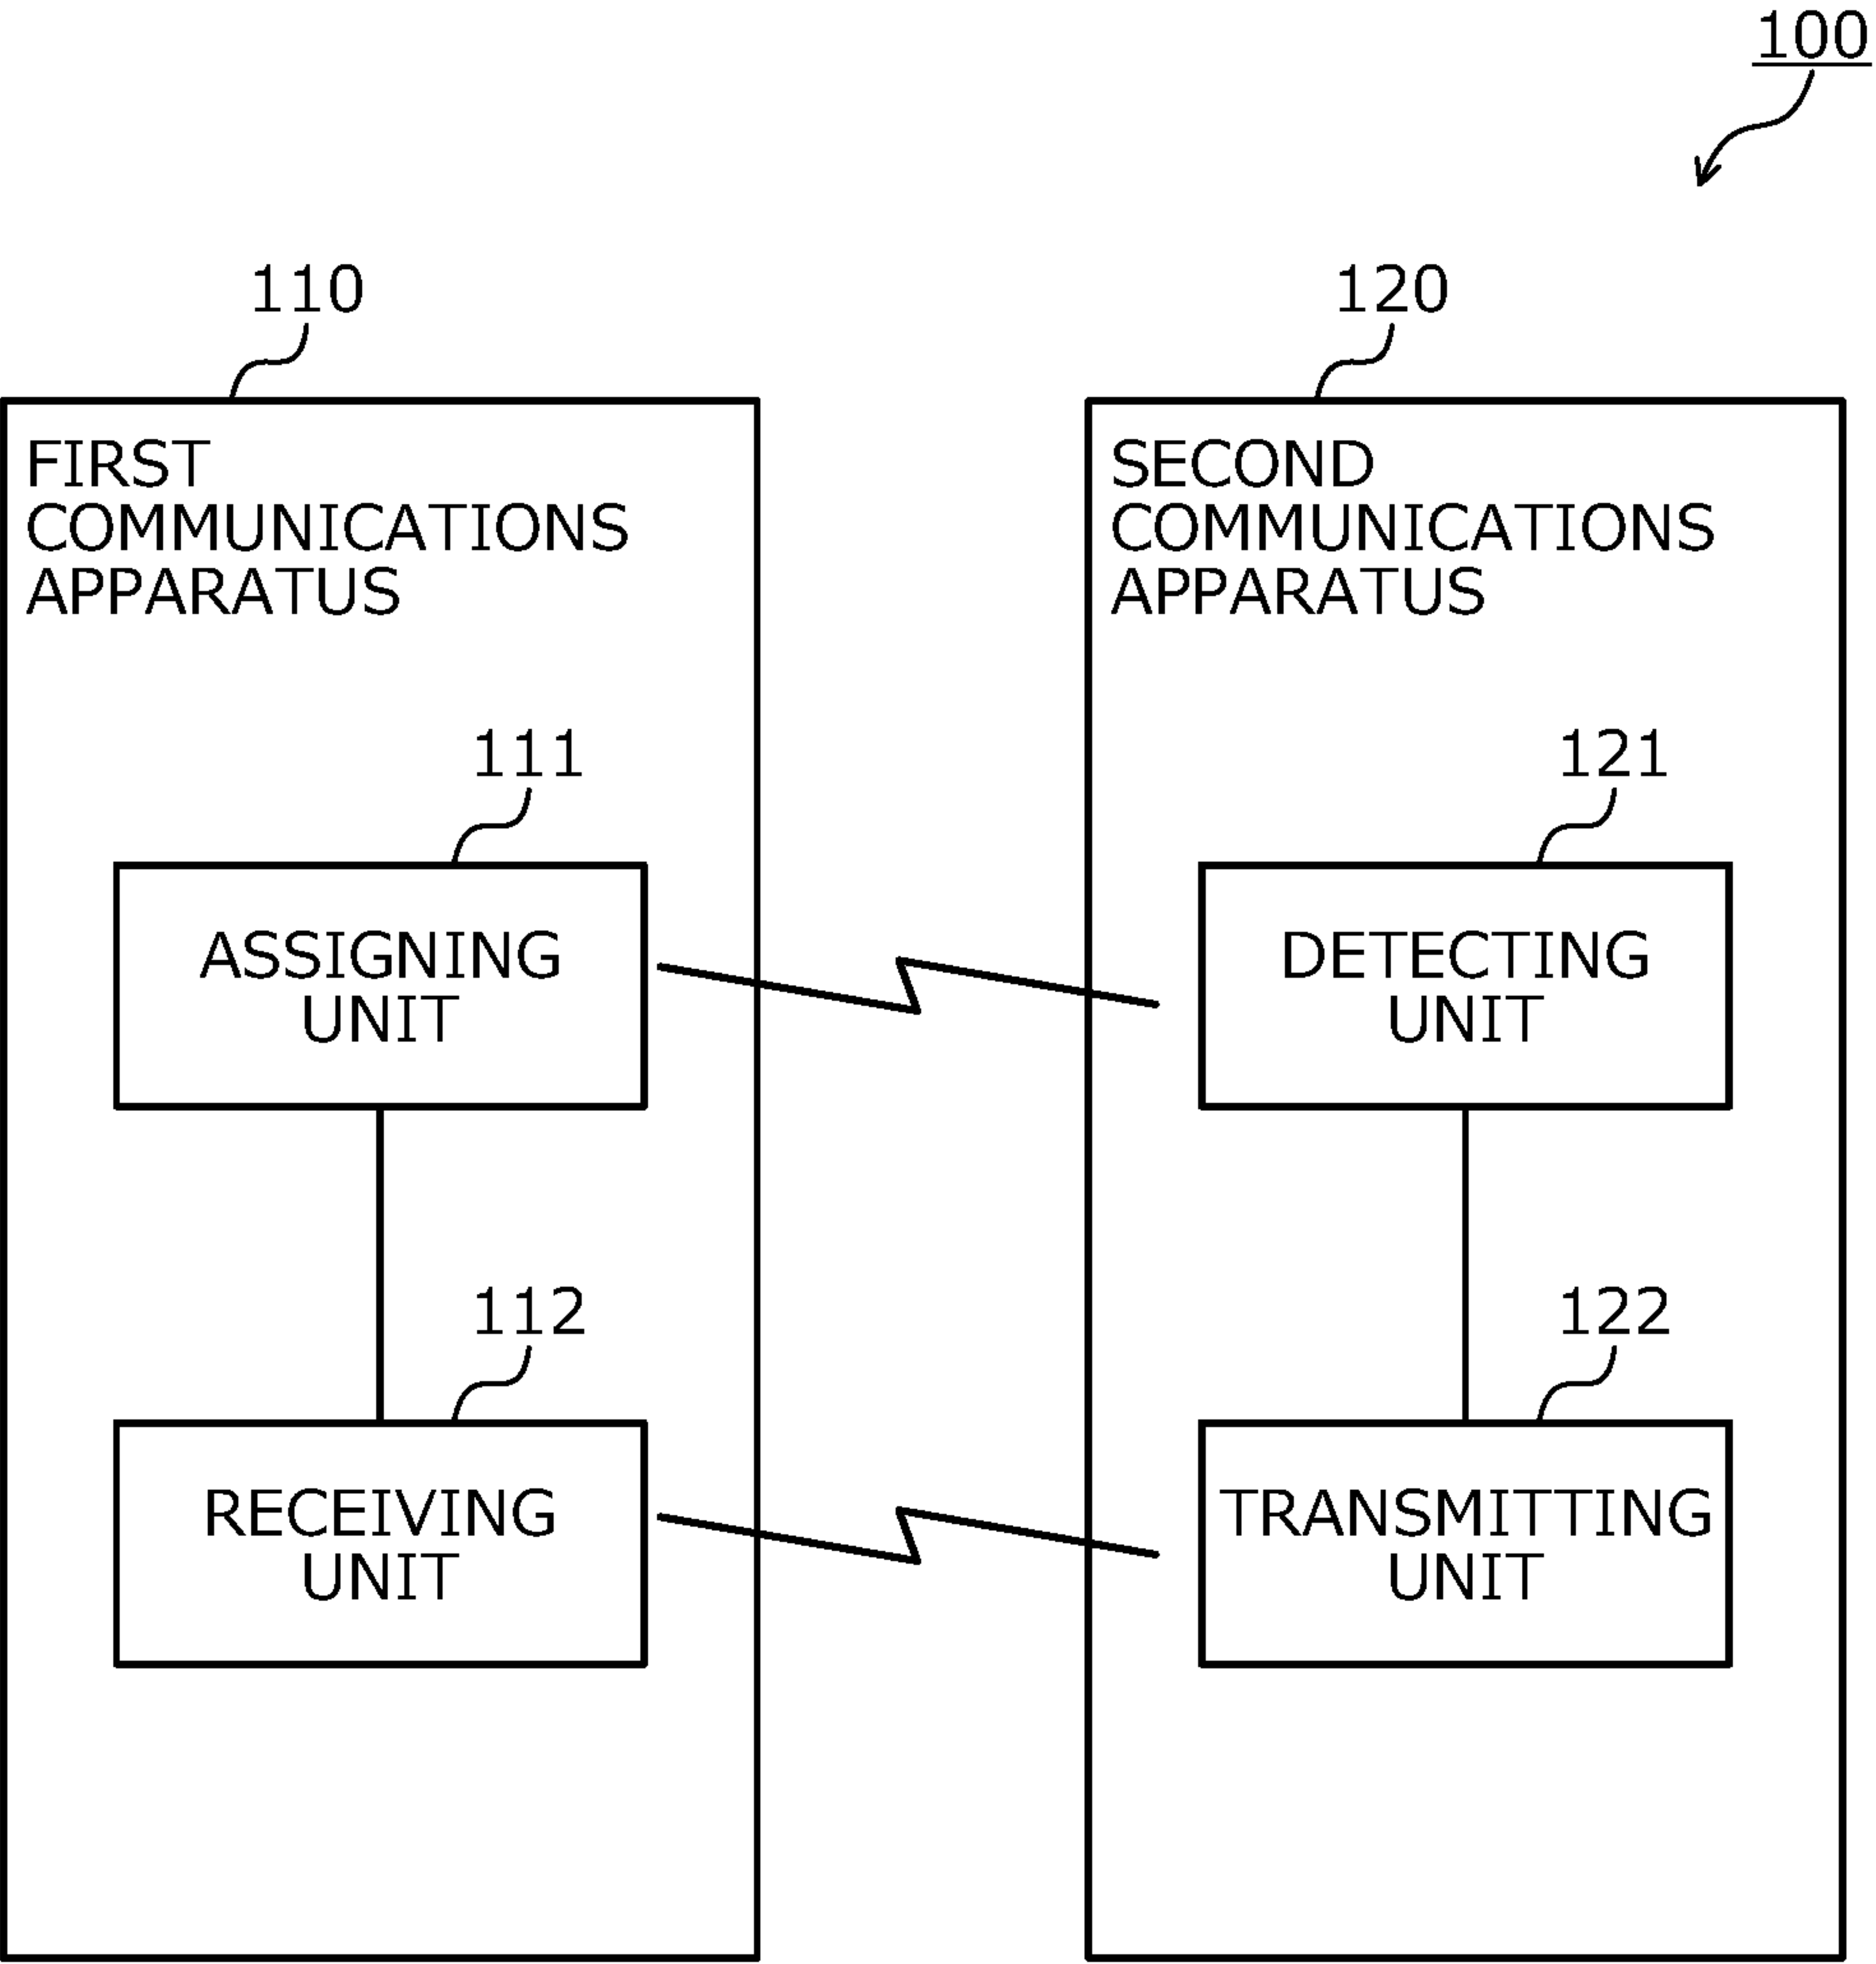 100
110
120
FIRST
COMMUNICATIONS
APPARATUS
SECOND
COMMUNICATIONS
APPARATUS
111
121
ASSIGNING
UNIT
DETECTING
UNIT
112
122
RECEIVING
UNIT
TRANSMITTING
UNIT